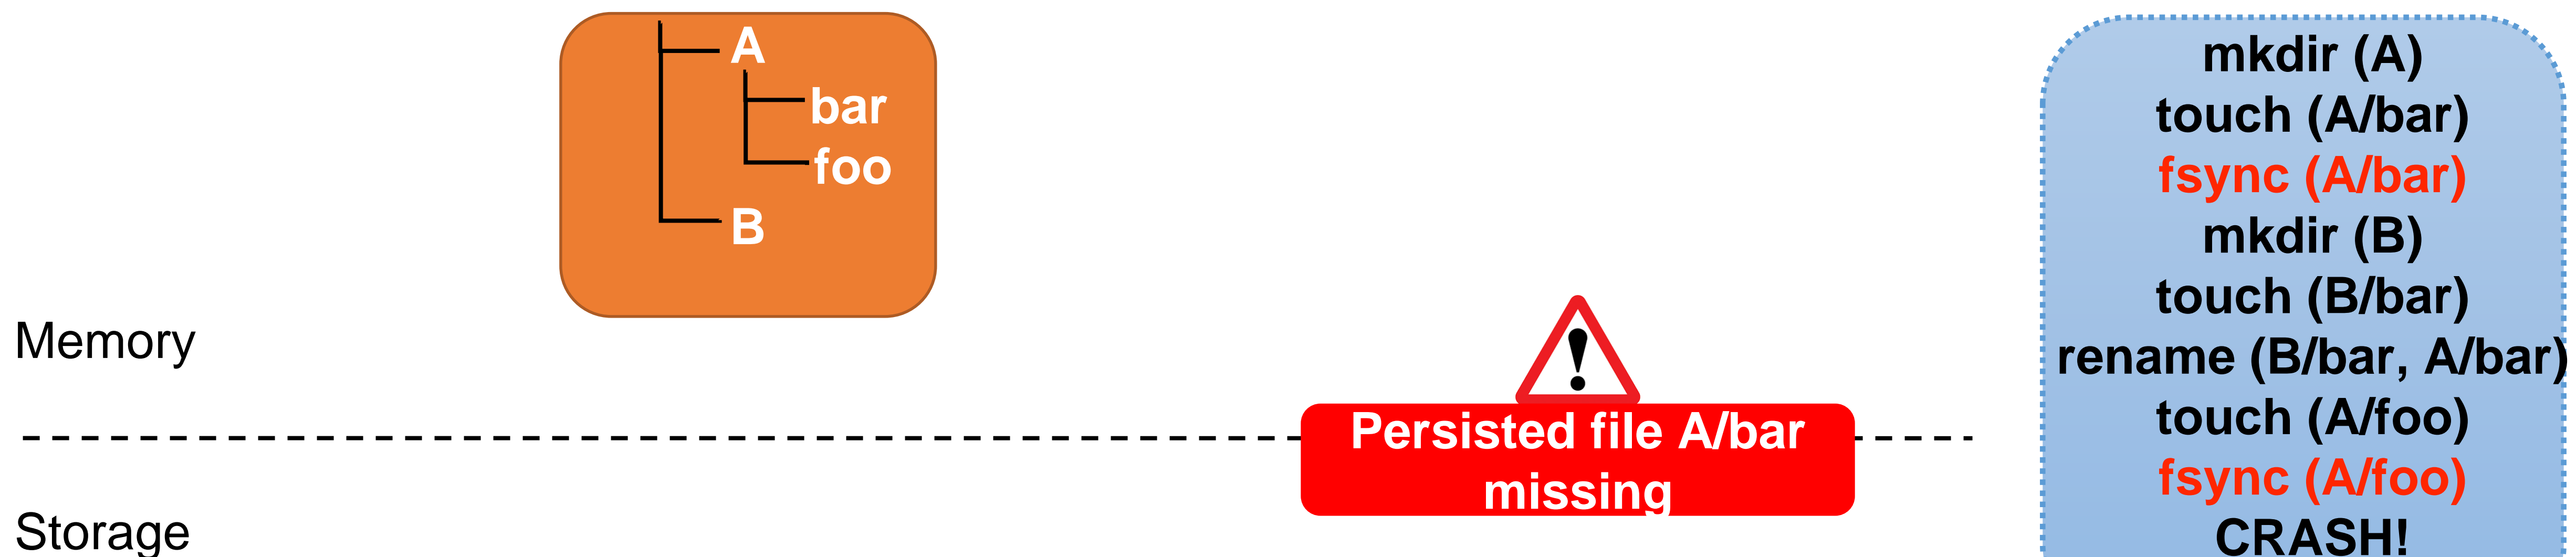 A
bar
foo
B
Memory
Persisted file A/bar
missing
Storage
mkdir (A)
touch (A/bar)
fsync (A/bar)
mkdir (B)
touch (B/bar)
rename (B/bar, A/bar)
touch (A/foo)
fsync (A/foo)
CRASH!